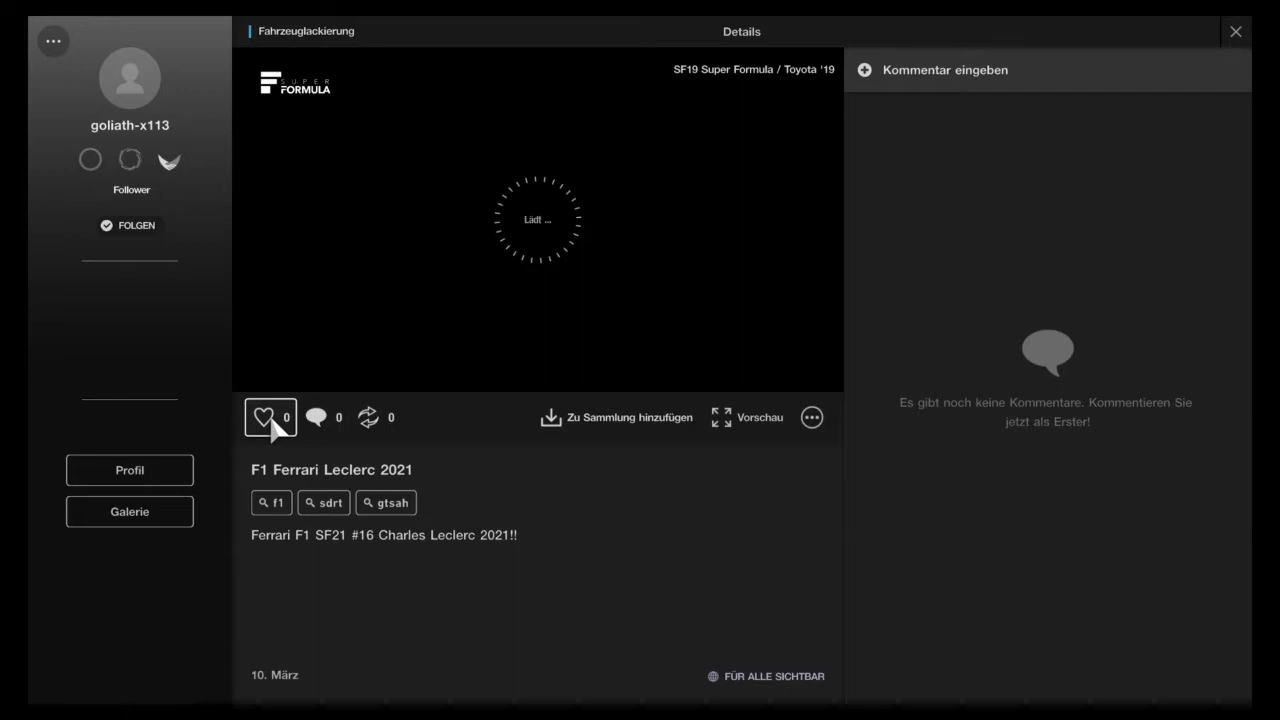 Fahrzeuglackierung
Details
goliath-x113
Follower
FOLGEN
Profil
Galerie
SUPER
FORMULA
SF19 Super Formula / Toyota '19
Lädt ...
0
0
0
Zu Sammlung hinzufügen
Vorschau
F1 Ferrari Leclerc 2021
f1
sdrt
gtsah
Ferrari F1 SF21 #16 Charles Leclerc 2021!!
10. März
FÜR ALLE SICHTBAR
Kommentar eingeben
Es gibt noch keine Kommentare. Kommentieren Sie
jetzt als Erster!